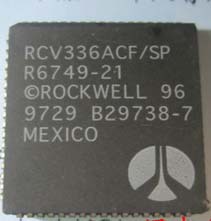 RCV336ACF/SP
R6749-21
©ROCKWELL 96
9729 B29738-7
MEXICO